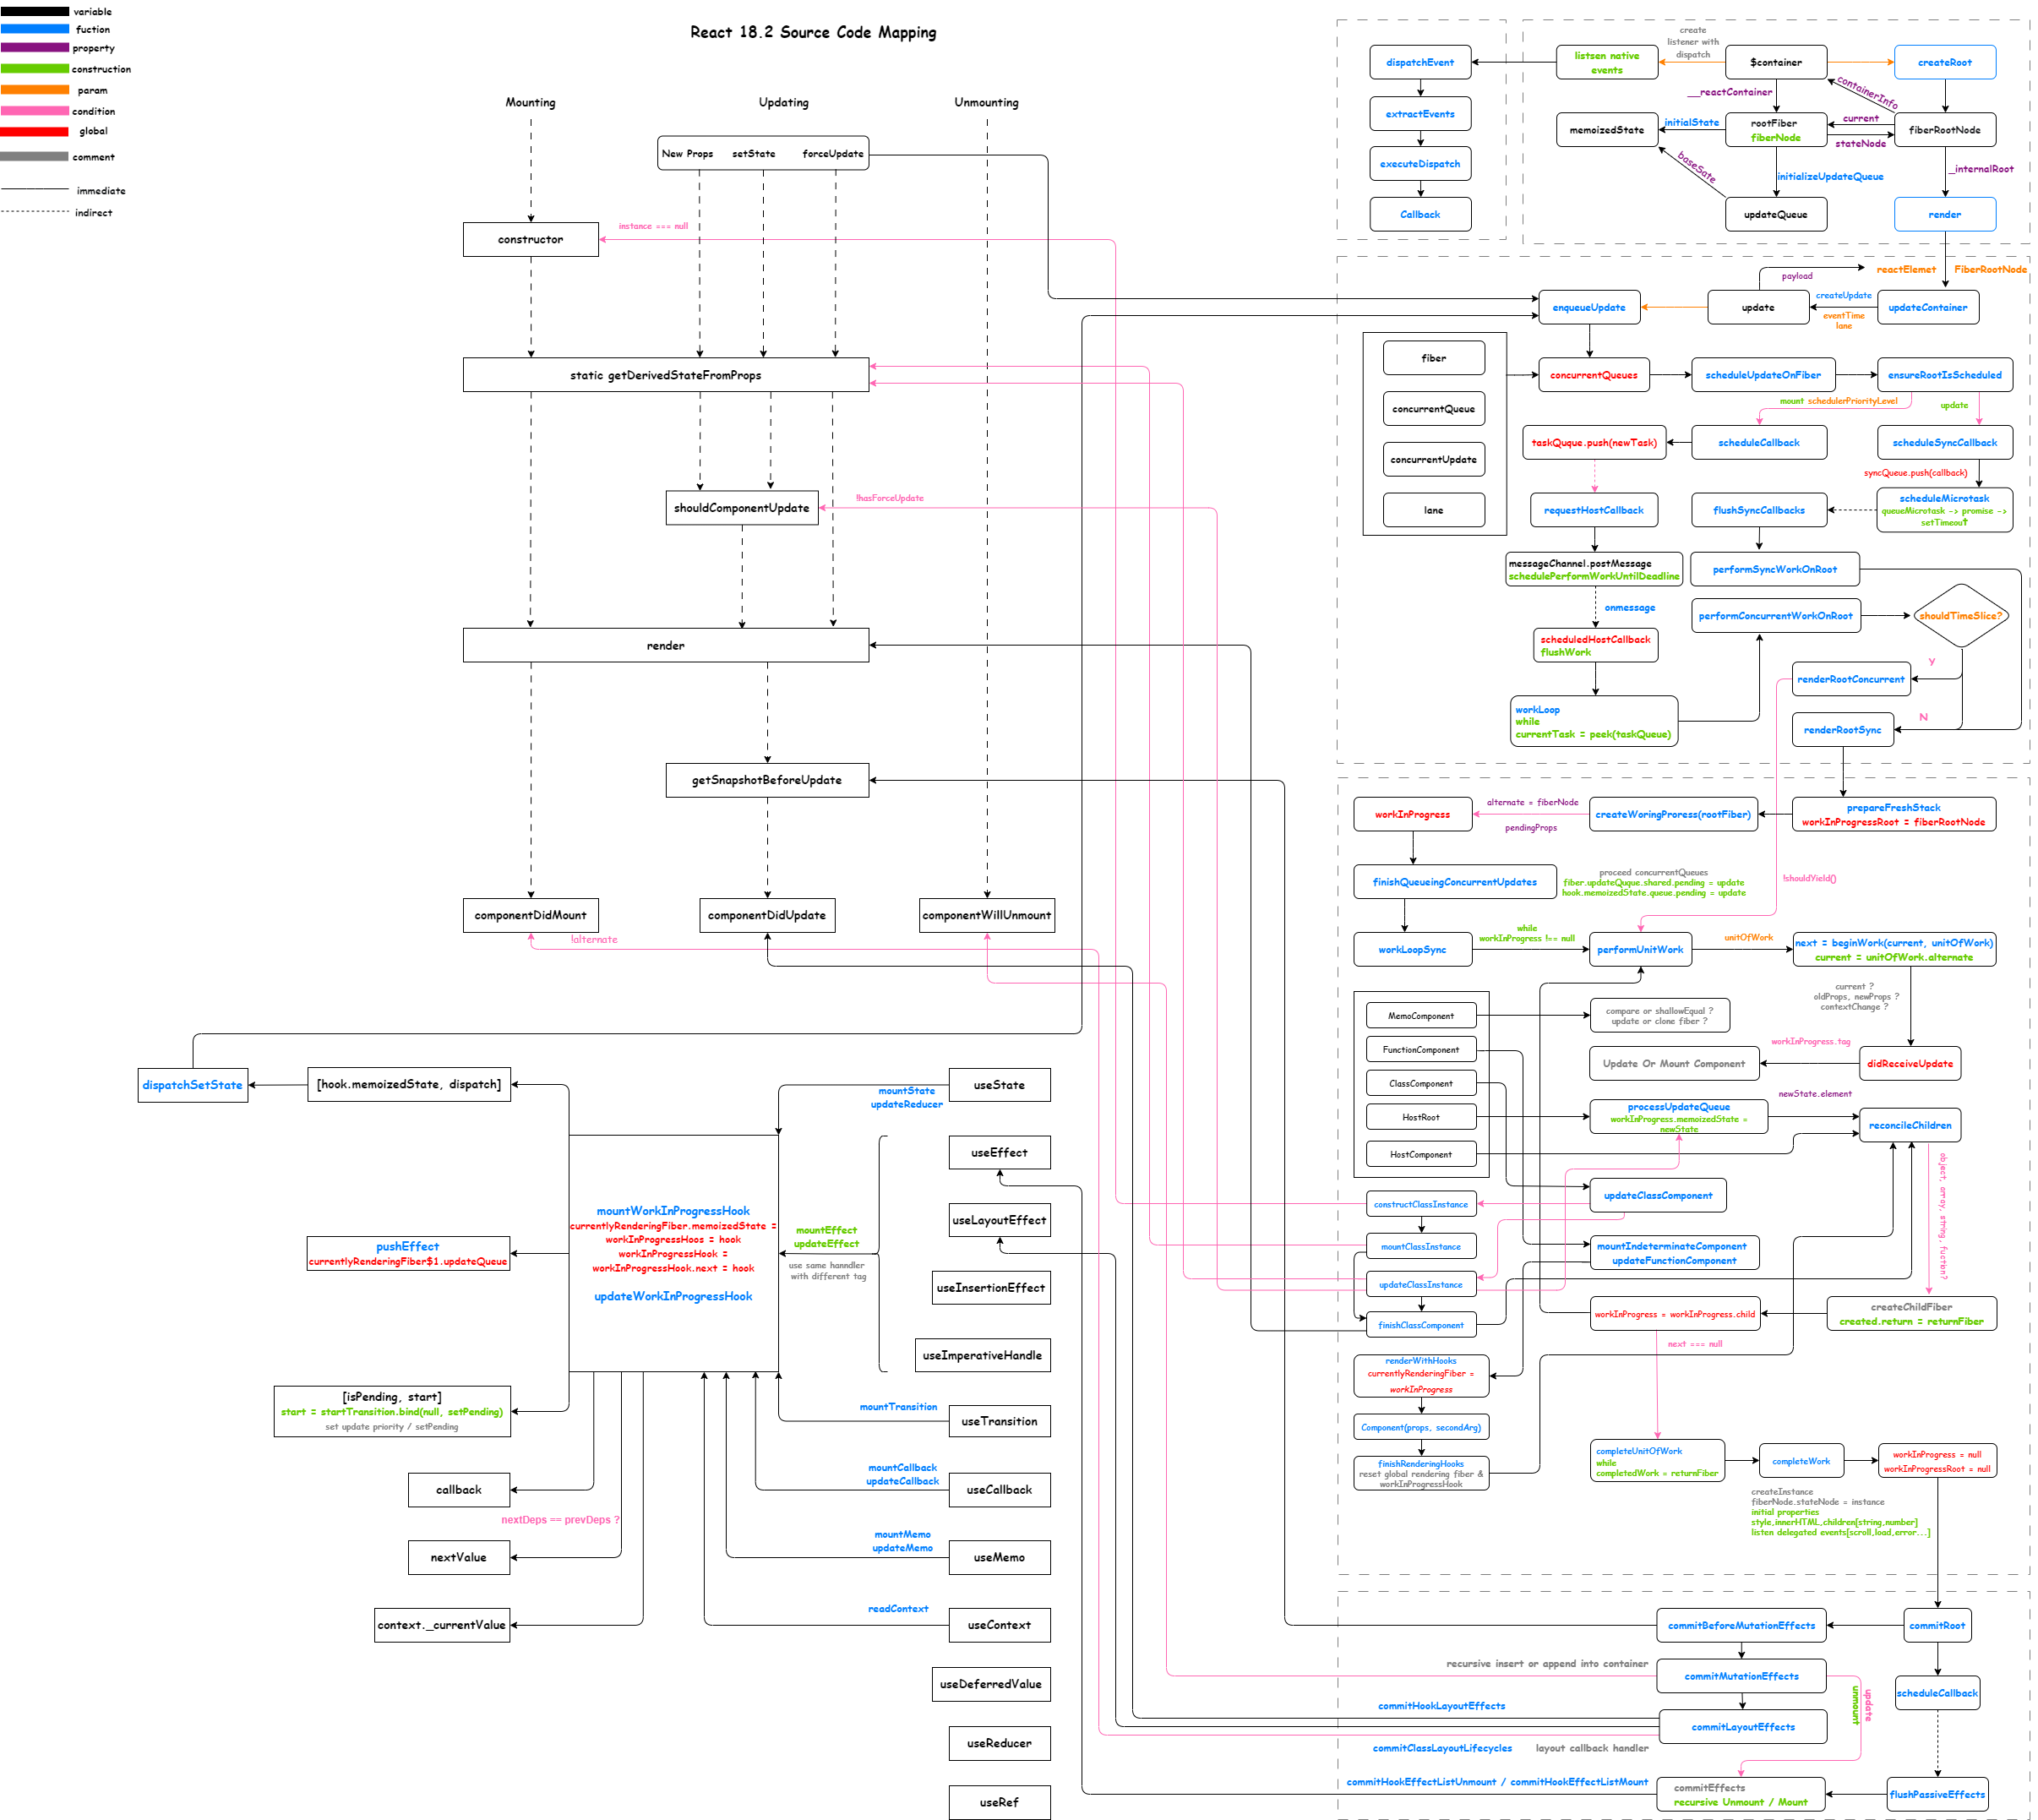 variable
fuction
property
construction
param
condition
global
comment
immediate
indirect
React 18.2 Source Code Mapping
Mounting
Updating
Unmounting
New Props
setState
forceUpdate
constructor
instance === null
static getDerivedStateFromProps
shouldComponentUpdate
!hasForceUpdate
render
getSnapshotBeforeUpdate
componentDidMount
componentDidUpdate
componentWillUnmount
!alternate
dispatchEvent
extractEvents
executeDispatch
Callback
listsen native
events
create
listener with
dispatch
$container
createRoot
__reactContainer
containerInfo
memoizedState
initialState
rootFiber
fiberNode
current
stateNode
fiberRootNode
baseSate
initializeUpdateQueue
_internalRoot
updateQueue
render
payload
reactElemet
FiberRootNode
enqueueUpdate
update
createUpdate
eventTime
lane
updateContainer
fiber
concurrentQueue
concurrentUpdate
lane
concurrentQueues
scheduleUpdateOnFiber
ensureRootIsScheduled
mount schedulerPriorityLevel
update
taskQuque.push(newTask)
scheduleCallback
scheduleSyncCallback
syncQueue.push(callback)
requestHostCallback
flushSyncCallbacks
scheduleMicrotask
queueMicrotask -> promise ->
setTimeout
messageChannel.postMessage
schedulePerformWorkUntilDeadline
performSyncWorkOnRoot
onmessage
performConcurrentWorkOnRoot
shouldTimeSlice?
scheduledHostCallback
flushWork
Y
renderRootConcurrent
workLoop
while
currentTask = peek(taskQueue)
N
renderRootSync
workInProgress
alternate = fiberNode
pendingProps
createWoringProress(rootFiber)
prepareFreshStack
workInProgressRoot = fiberRootNode
finishQueueingConcurrentUpdates
proceed concurrentQueues
fiber.updateQuque.shared.pending = update
hook.memoizedState.queue.pending = update
!shouldYield()
workLoopSync
while
workInProgress !== null
performUnitWork
unitOfWork
next = beginWork(current, unitOfWork)
current = unitOfWork.alternate
current ?
oldProps, newProps ?
contextChange ?
MemoComponent
FunctionComponent
ClassComponent
HostRoot
HostComponent
compare or shallowEqual ?
update or clone fiber ?
workInProgress.tag
Update Or Mount Component
didReceiveUpdate
newState.element
processUpdateQueue
workInProgress.memoizedState =
newState
reconcileChildren
object, array, string, fuction?
constructClassInstance
updateClassComponent
mountClassInstance
mountIndeterminateComponent
updateFunctionComponent
updateClassInstance
finishClassComponent
workInProgress = workInProgress.child
createChildFiber
created.return = returnFiber
next === null
renderWithHooks
currentlyRenderingFiber =
workInProgress
Component(props, secondArg)
finishRenderingHooks
reset global rendering fiber &
workInProgressHook
completeUnitOfWork
while
completedWork = returnFiber
completeWork
workInProgress = null
workInProgressRoot = null
createInstance
fiberNode.stateNode = instance
initial properties
style,innerHTML,children[string,number]
listen delegated events[scroll,load,error...]
commitBeforeMutationEffects
commitRoot
recursive insert or append into container
commitMutationEffects
scheduleCallback
update
unmount
commitHookLayoutEffects
commitLayoutEffects
commitClassLayoutLifecycles
layout callback handler
commitHookEffectListUnmount / commitHookEffectListMount
commitEffects
recursive Unmount / Mount
flushPassiveEffects
dispatchSetState
[hook.memoizedState, dispatch]
mountState
updateReducer
useState
useEffect
useLayoutEffect
useInsertionEffect
useImperativeHandle
mountWorkInProgressHook
currentlyRenderingFiber.memoizedState =
workInProgressHoos = hook
workInProgressHook =
workInProgressHook.next = hook
updateWorkInProgressHook
mountEffect
updateEffect
use same hanndler
with different tag
pushEffect
currentlyRenderingFiber$1.updateQueue
[isPending, start]
start = startTransition.bind(null, setPending)
set update priority / setPending
mountTransition
useTransition
callback
mountCallback
updateCallback
useCallback
nextDeps == prevDeps ?
nextValue
mountMemo
updateMemo
useMemo
context._currentValue
readContext
useContext
useDeferredValue
useReducer
useRef